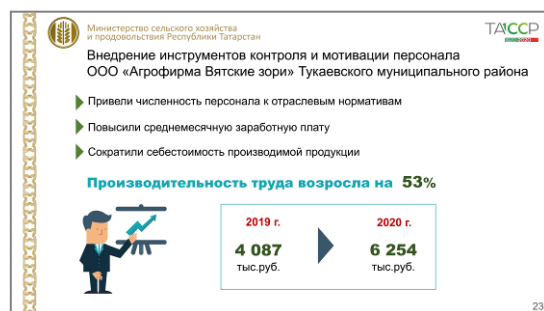 Министерство сельского хозяйства
и продовольствия Республики Татарстан
ТАССР
Внедрение инструментов контроля и мотивации персонала
ООО «Агрофирма Вятские зори» Тукаевского муниципального района
Привели численность персонала к отраслевым нормативам
Повысили среднемесячную заработную плату
Сократили себестоимость производимой продукции
Производительность труда возросла на 53%
2019 г. 2020 г.
4 087 6 254
тыс.руб. тыс.руб.
23